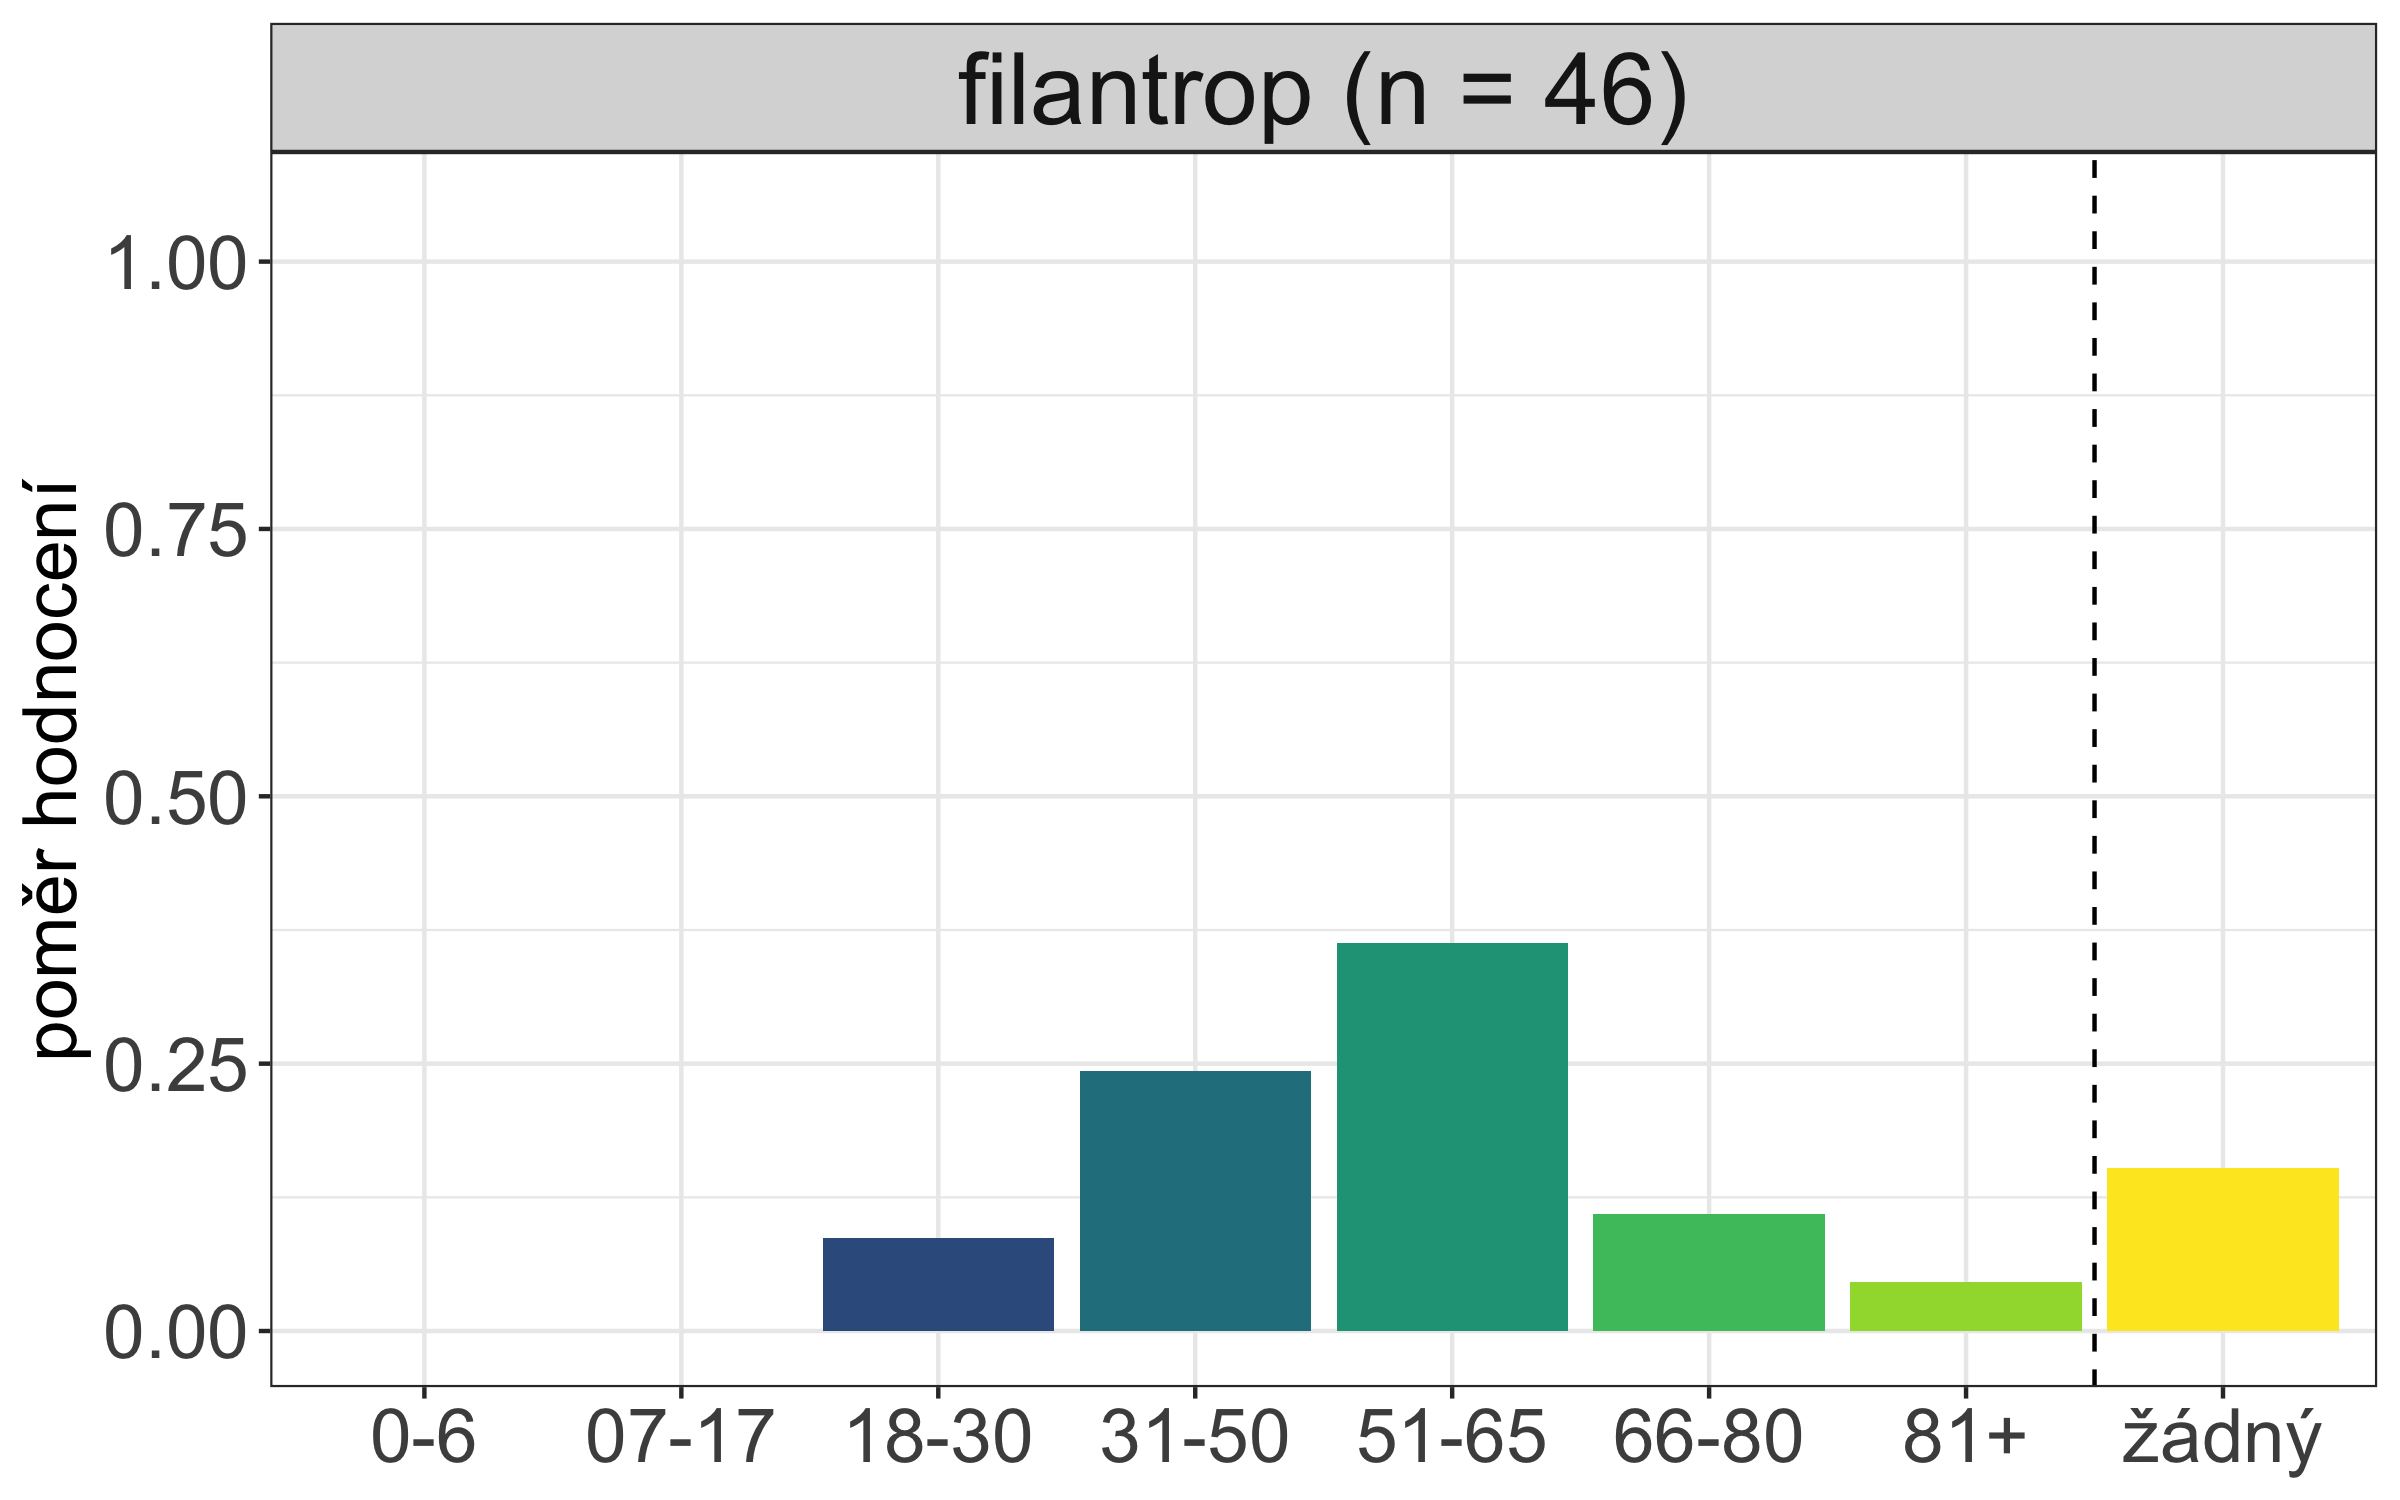 filantrop (n = 46)
poměr hodnocení
1.00
0.75
0.50
0.25
0.00
0-6 07-17 18-30 31-50 51-65 66-80 81+ žádný